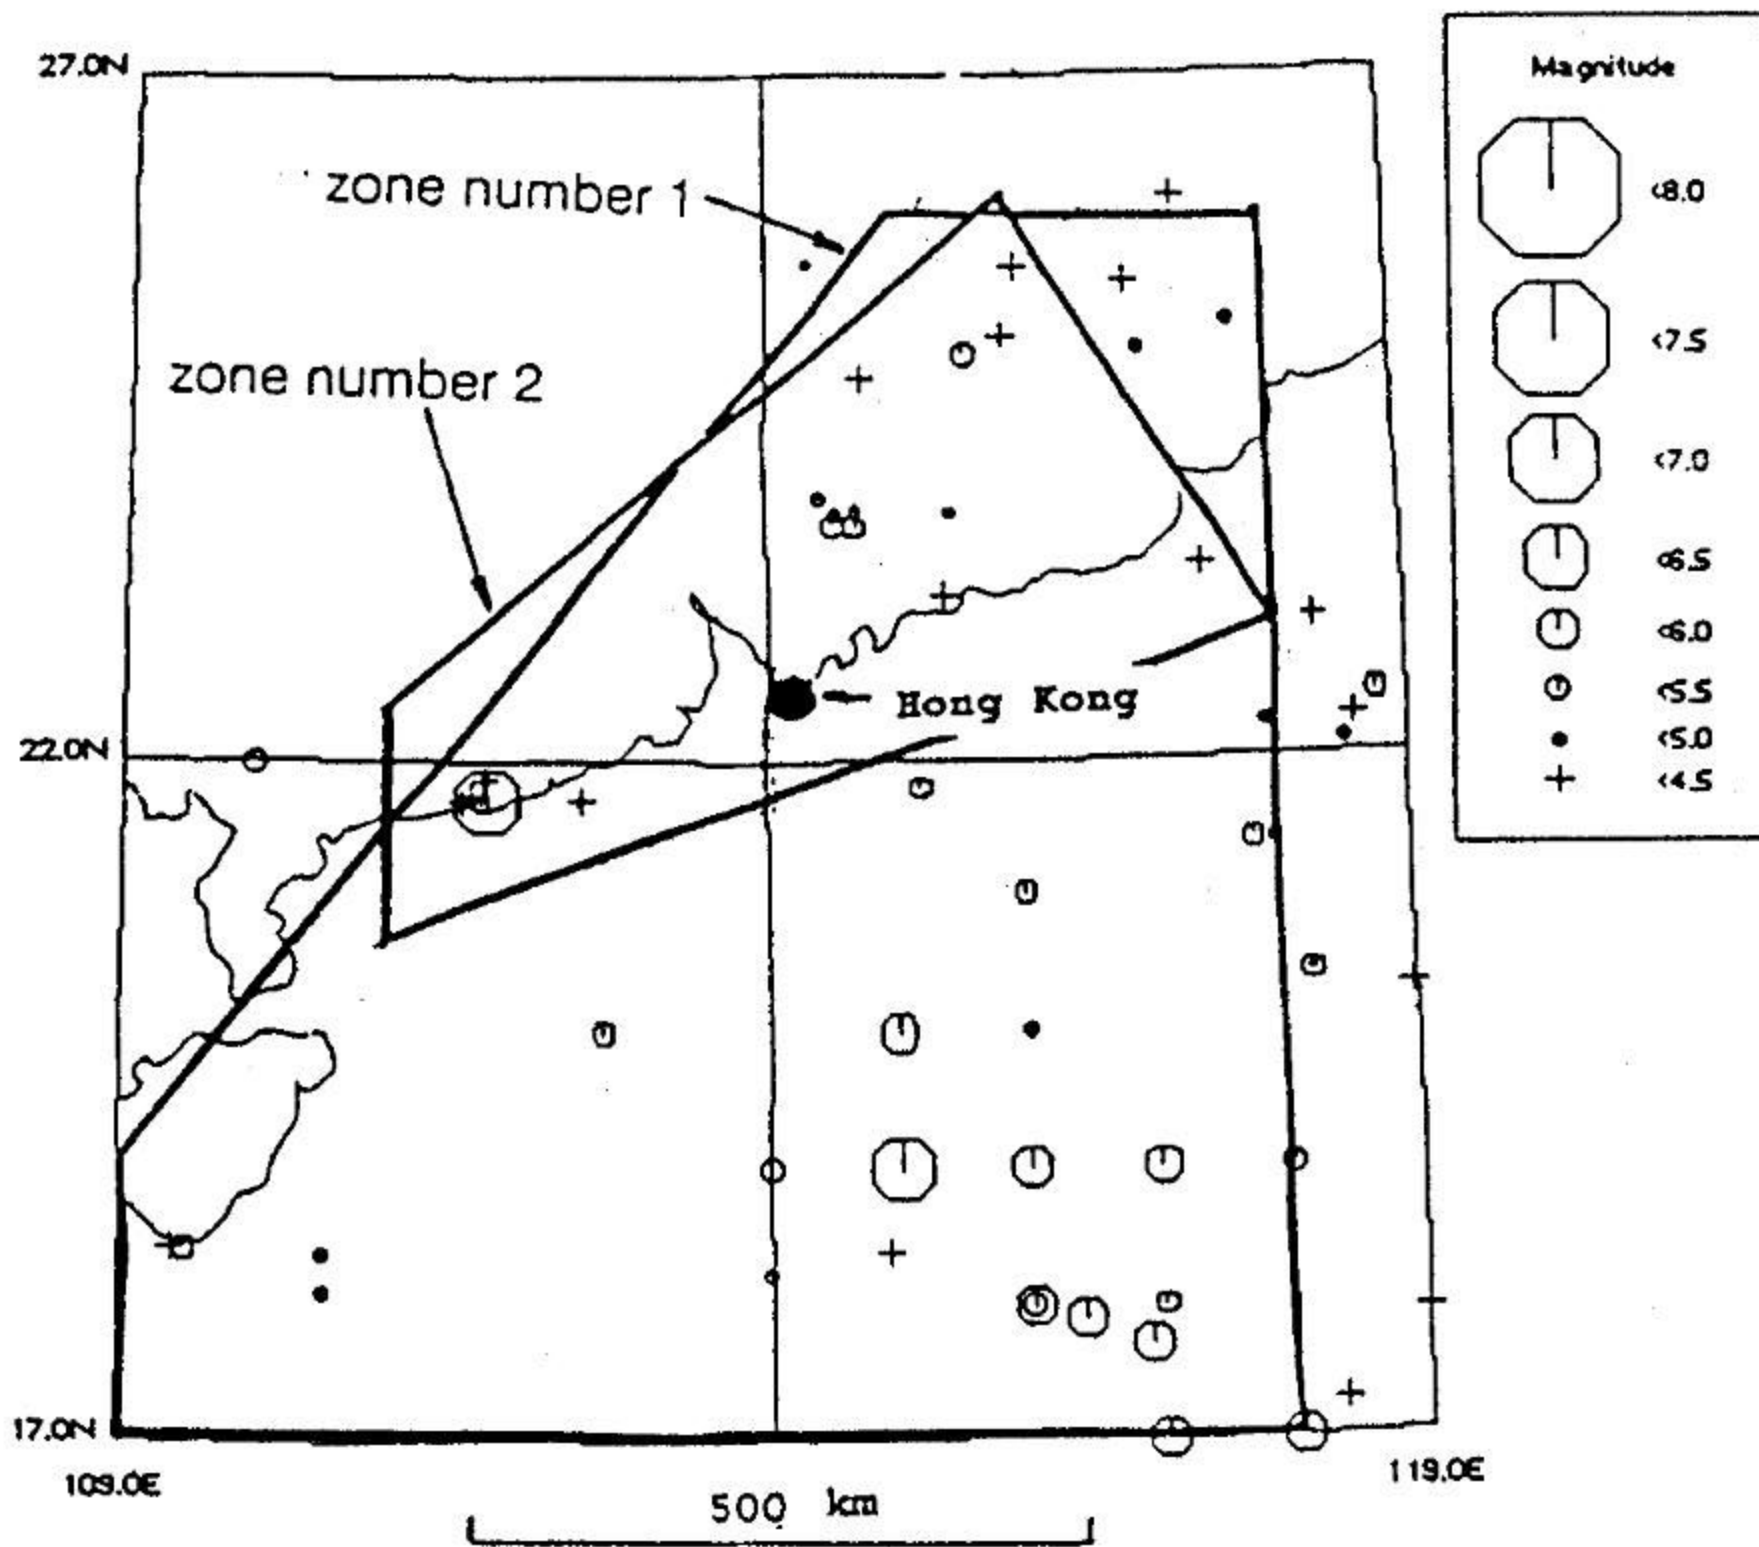 27.0N
Magnitude
<8.0
zone number 1
<7.5
zone number 2
<7.0
<6.5
<6.0
<5.5
Hong Kong
<5.0
22.0N
<4.5
17.0N
109.0E
119.0E
500 km